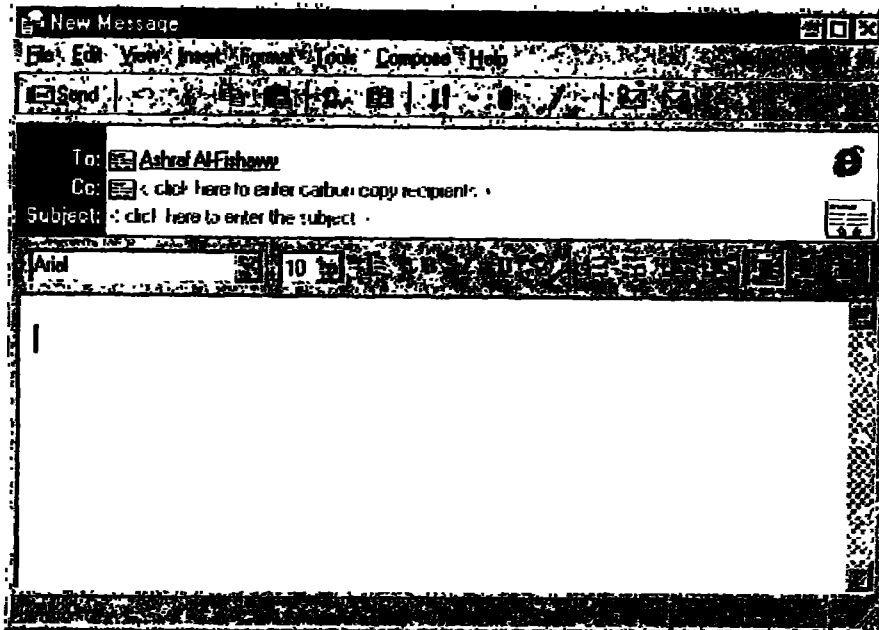 New Message
File Edit View Insert Format Tools Compose Help
Send
To: Ashraf Al-Fishawy
Cc: < click here to enter carbon copy recipients >
Subject: < click here to enter the subject >
Arial 10